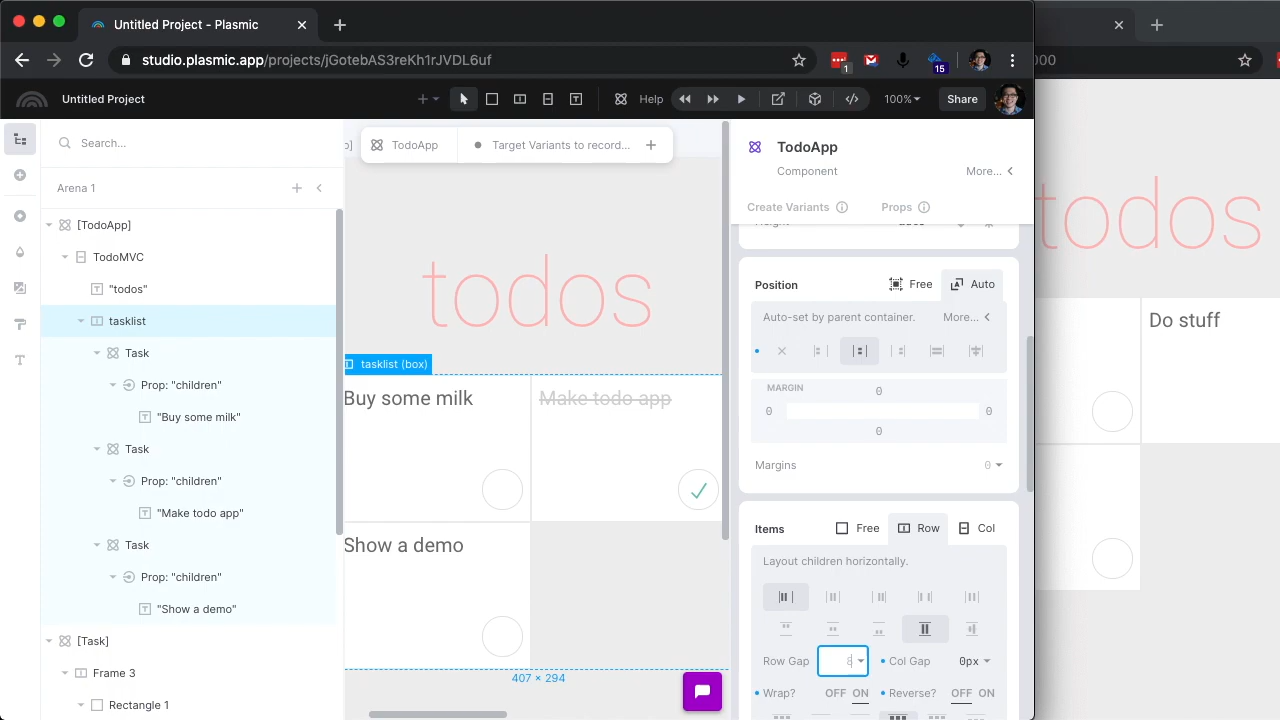 Untitled Project - Plasmic
studio.plasmic.app/projects/jGotebAS3reKh1rJVDL6uf
1
15
000
Untitled Project
Help
100%
Share
Search...
TodoApp
Target Variants to record...
TodoApp
Component
More...
Create Variants
Props
Arena 1
[TodoApp]
TodoMVC
"todos"
tasklist
Task
Prop: "children"
"Buy some milk"
Task
Prop: "children"
"Make todo app"
Task
Prop: "children"
"Show a demo"
[Task]
Frame 3
Rectangle 1
todos
tasklist (box)
Buy some milk
Make todo app
Show a demo
407 × 294
Position
Free
Auto
Auto-set by parent container.
More...
MARGIN
0
0
0
0
Margins
0
Items
Free
Row
Col
Layout children horizontally.
Row Gap
8
Col Gap
0px
Wrap?
OFF
ON
Reverse?
OFF
ON
todos
Do stuff